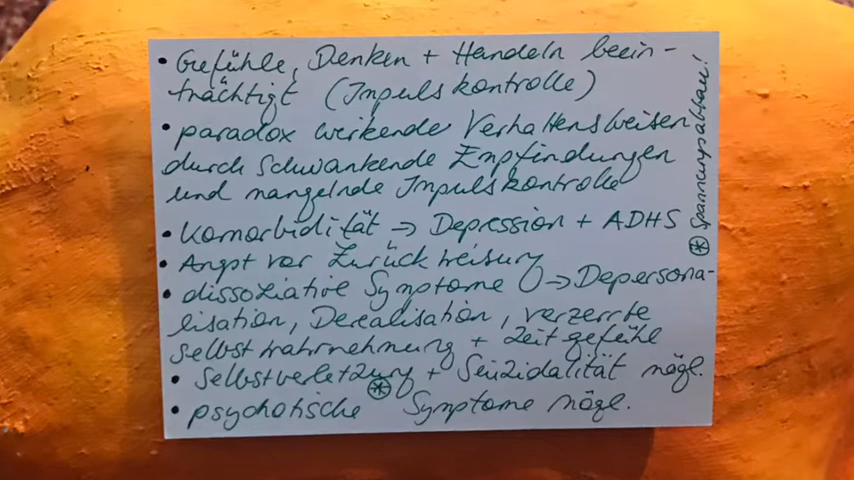 • Gefühle, Denken + Handeln beein-
trächtigt (Impulskontrolle)
• paradox wirkende Verhaltensweisen
durch schwankende Empfindungen
und mangelnde Impulskontrolle
• Komorbidität → Depression + ADHS
• Angst vor Zurückweisung
• dissoziative Symptome → Depersona-
lisation, Derealisation, verzerrte
Selbstwahrnehmung + Zeitgefühl
• Selbstverletzung ⊛ + Suizidalität mögl.
• psychotische Symptome mögl.
⊛ Spannungsabbau!